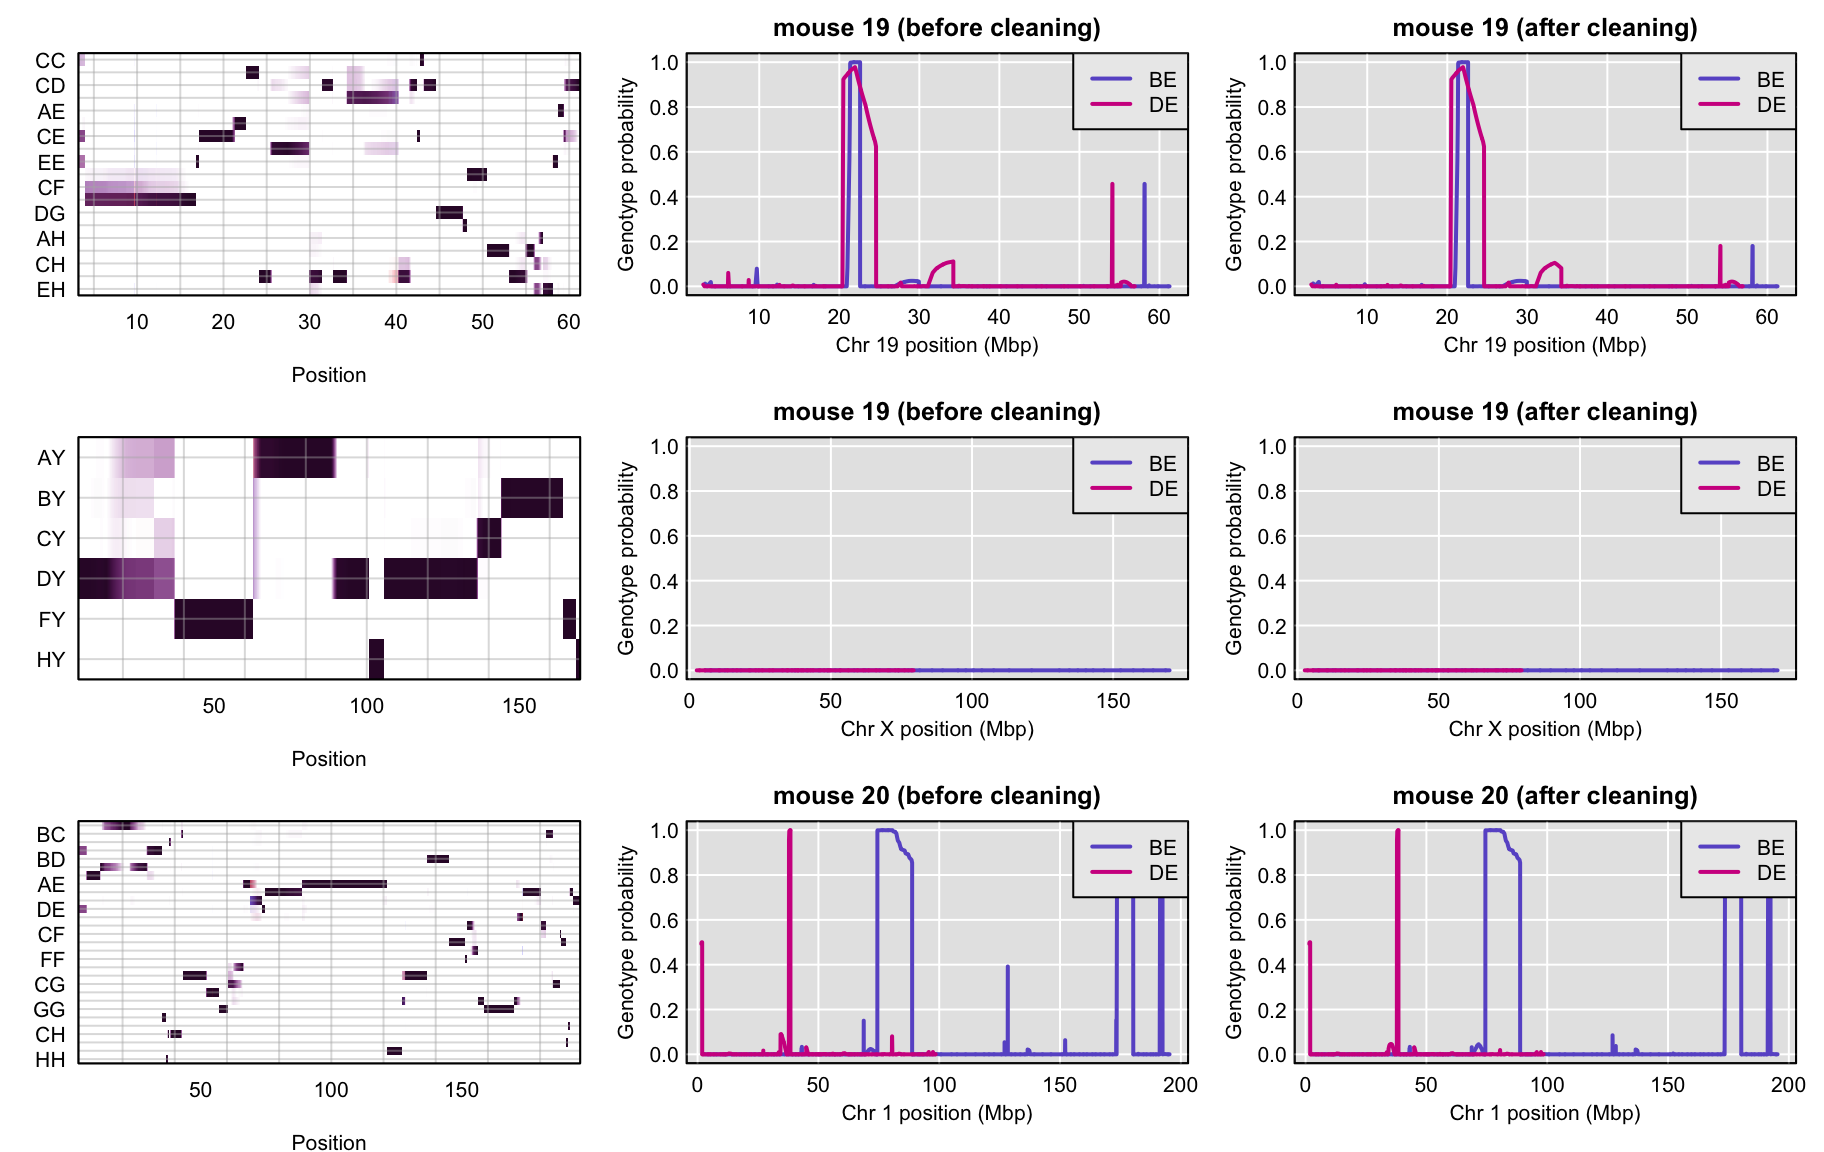 CC
CD
AE
CE
EE
CF
DG
AH
CH
EH
10 20 30 40 50 60
Position
mouse 19 (before cleaning)
Genotype probability
1.0
0.8
0.6
0.4
0.2
0.0
BE
DE
10 20 30 40 50 60
Chr 19 position (Mbp)
mouse 19 (after cleaning)
Genotype probability
1.0
0.8
0.6
0.4
0.2
0.0
BE
DE
10 20 30 40 50 60
Chr 19 position (Mbp)
AY
BY
CY
DY
FY
HY
50 100 150
Position
mouse 19 (before cleaning)
Genotype probability
1.0
0.8
0.6
0.4
0.2
0.0
BE
DE
0 50 100 150
Chr X position (Mbp)
mouse 19 (after cleaning)
Genotype probability
1.0
0.8
0.6
0.4
0.2
0.0
BE
DE
0 50 100 150
Chr X position (Mbp)
BC
BD
AE
DE
CF
FF
CG
GG
CH
HH
50 100 150
Position
mouse 20 (before cleaning)
Genotype probability
1.0
0.8
0.6
0.4
0.2
0.0
BE
DE
0 50 100 150 200
Chr 1 position (Mbp)
mouse 20 (after cleaning)
Genotype probability
1.0
0.8
0.6
0.4
0.2
0.0
BE
DE
0 50 100 150 200
Chr 1 position (Mbp)